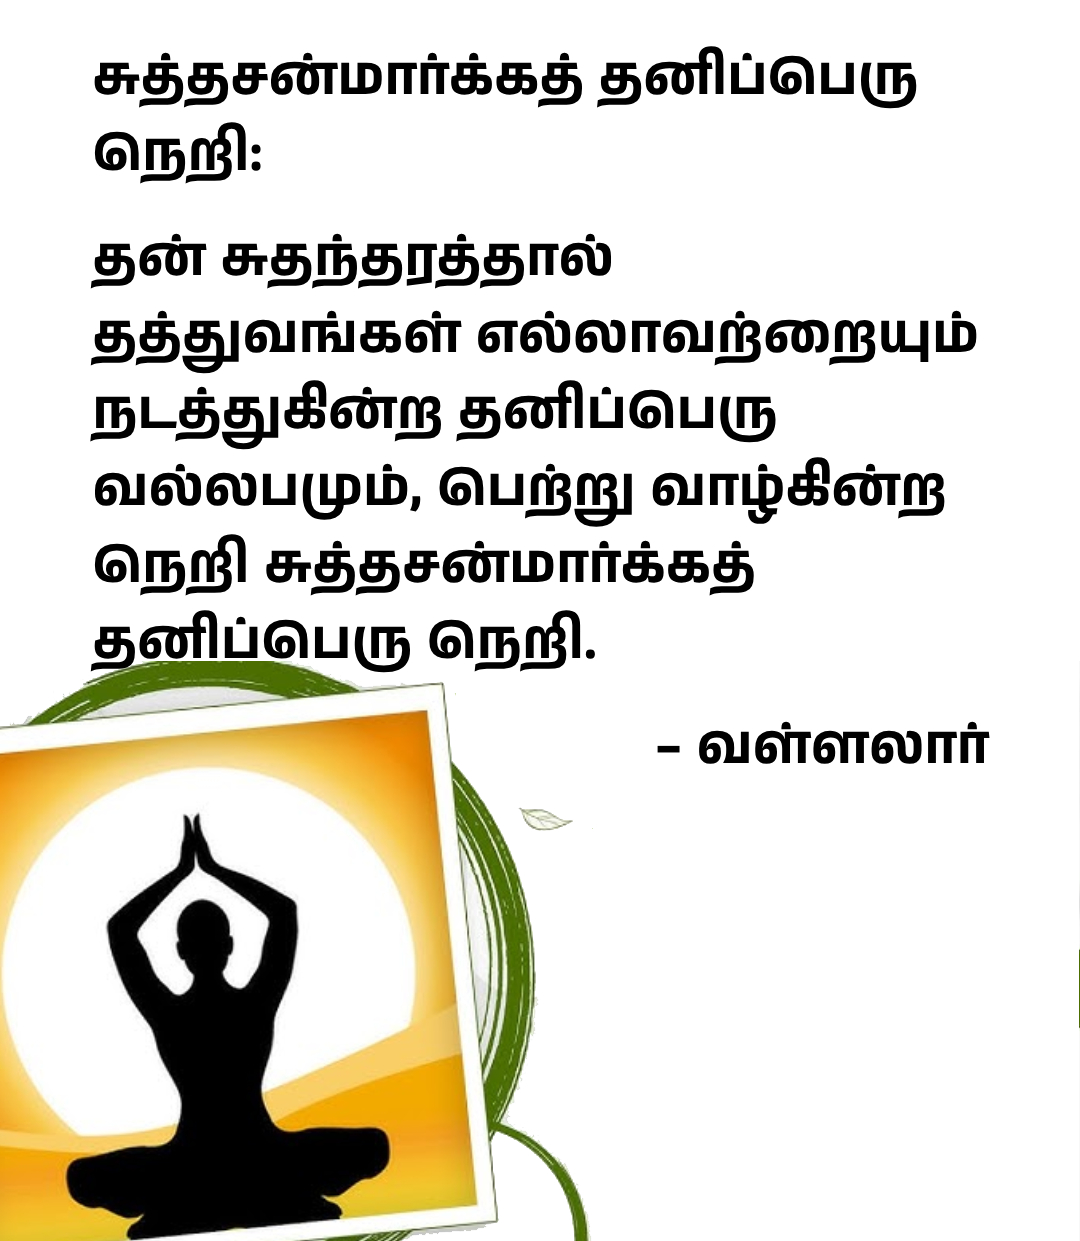 சுத்தசன்மார்க்கத் தனிப்பெரு
நெறி:
தன் சுதந்தரத்தால்
தத்துவங்கள் எல்லாவற்றையும்
நடத்துகின்ற தனிப்பெரு
வல்லபமும், பெற்று வாழ்கின்ற
நெறி சுத்தசன்மார்க்கத்
தனிப்பெரு நெறி.
– வள்ளலார்